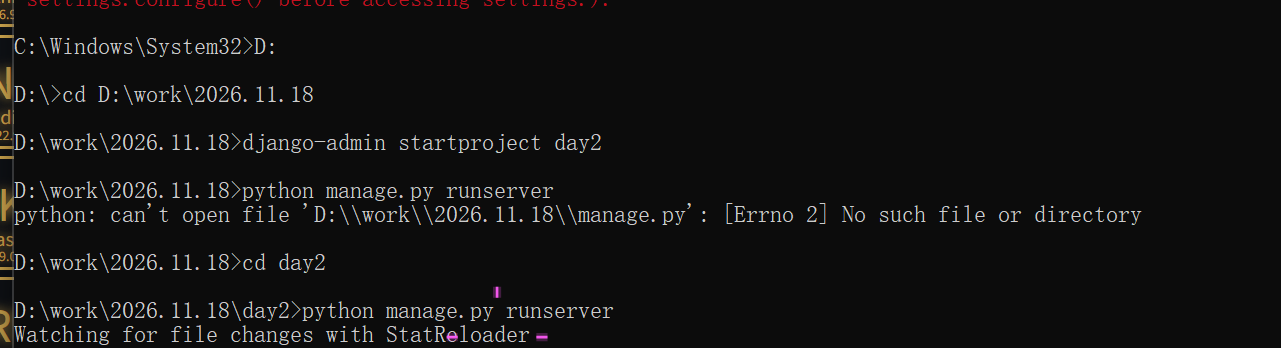 settings.configure() before accessing settings.).
C:\Windows\System32>D:
D:\>cd D:\work\2026.11.18
D:\work\2026.11.18>django-admin startproject day2
D:\work\2026.11.18>python manage.py runserver
python: can't open file 'D:\\work\\2026.11.18\\manage.py': [Errno 2] No such file or directory
D:\work\2026.11.18>cd day2
D:\work\2026.11.18\day2>python manage.py runserver
Watching for file changes with StatReloader